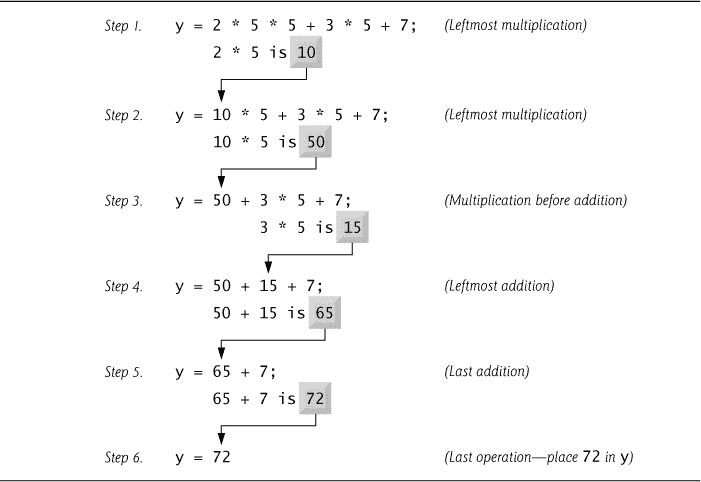 Step 1. y = 2 * 5 * 5 + 3 * 5 + 7; (Leftmost multiplication)
2 * 5 is 10
Step 2. y = 10 * 5 + 3 * 5 + 7; (Leftmost multiplication)
10 * 5 is 50
Step 3. y = 50 + 3 * 5 + 7; (Multiplication before addition)
3 * 5 is 15
Step 4. y = 50 + 15 + 7; (Leftmost addition)
50 + 15 is 65
Step 5. y = 65 + 7; (Last addition)
65 + 7 is 72
Step 6. y = 72 (Last operation—place 72 in y)